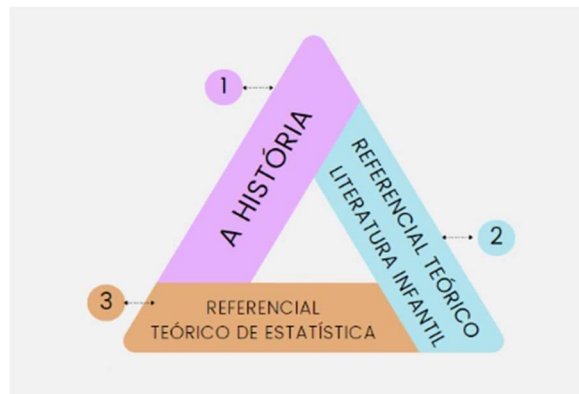 1
A HISTÓRIA
REFERENCIAL TEÓRICO
LITERATURA INFANTIL
2
3
REFERENCIAL
TEÓRICO DE ESTATÍSTICA